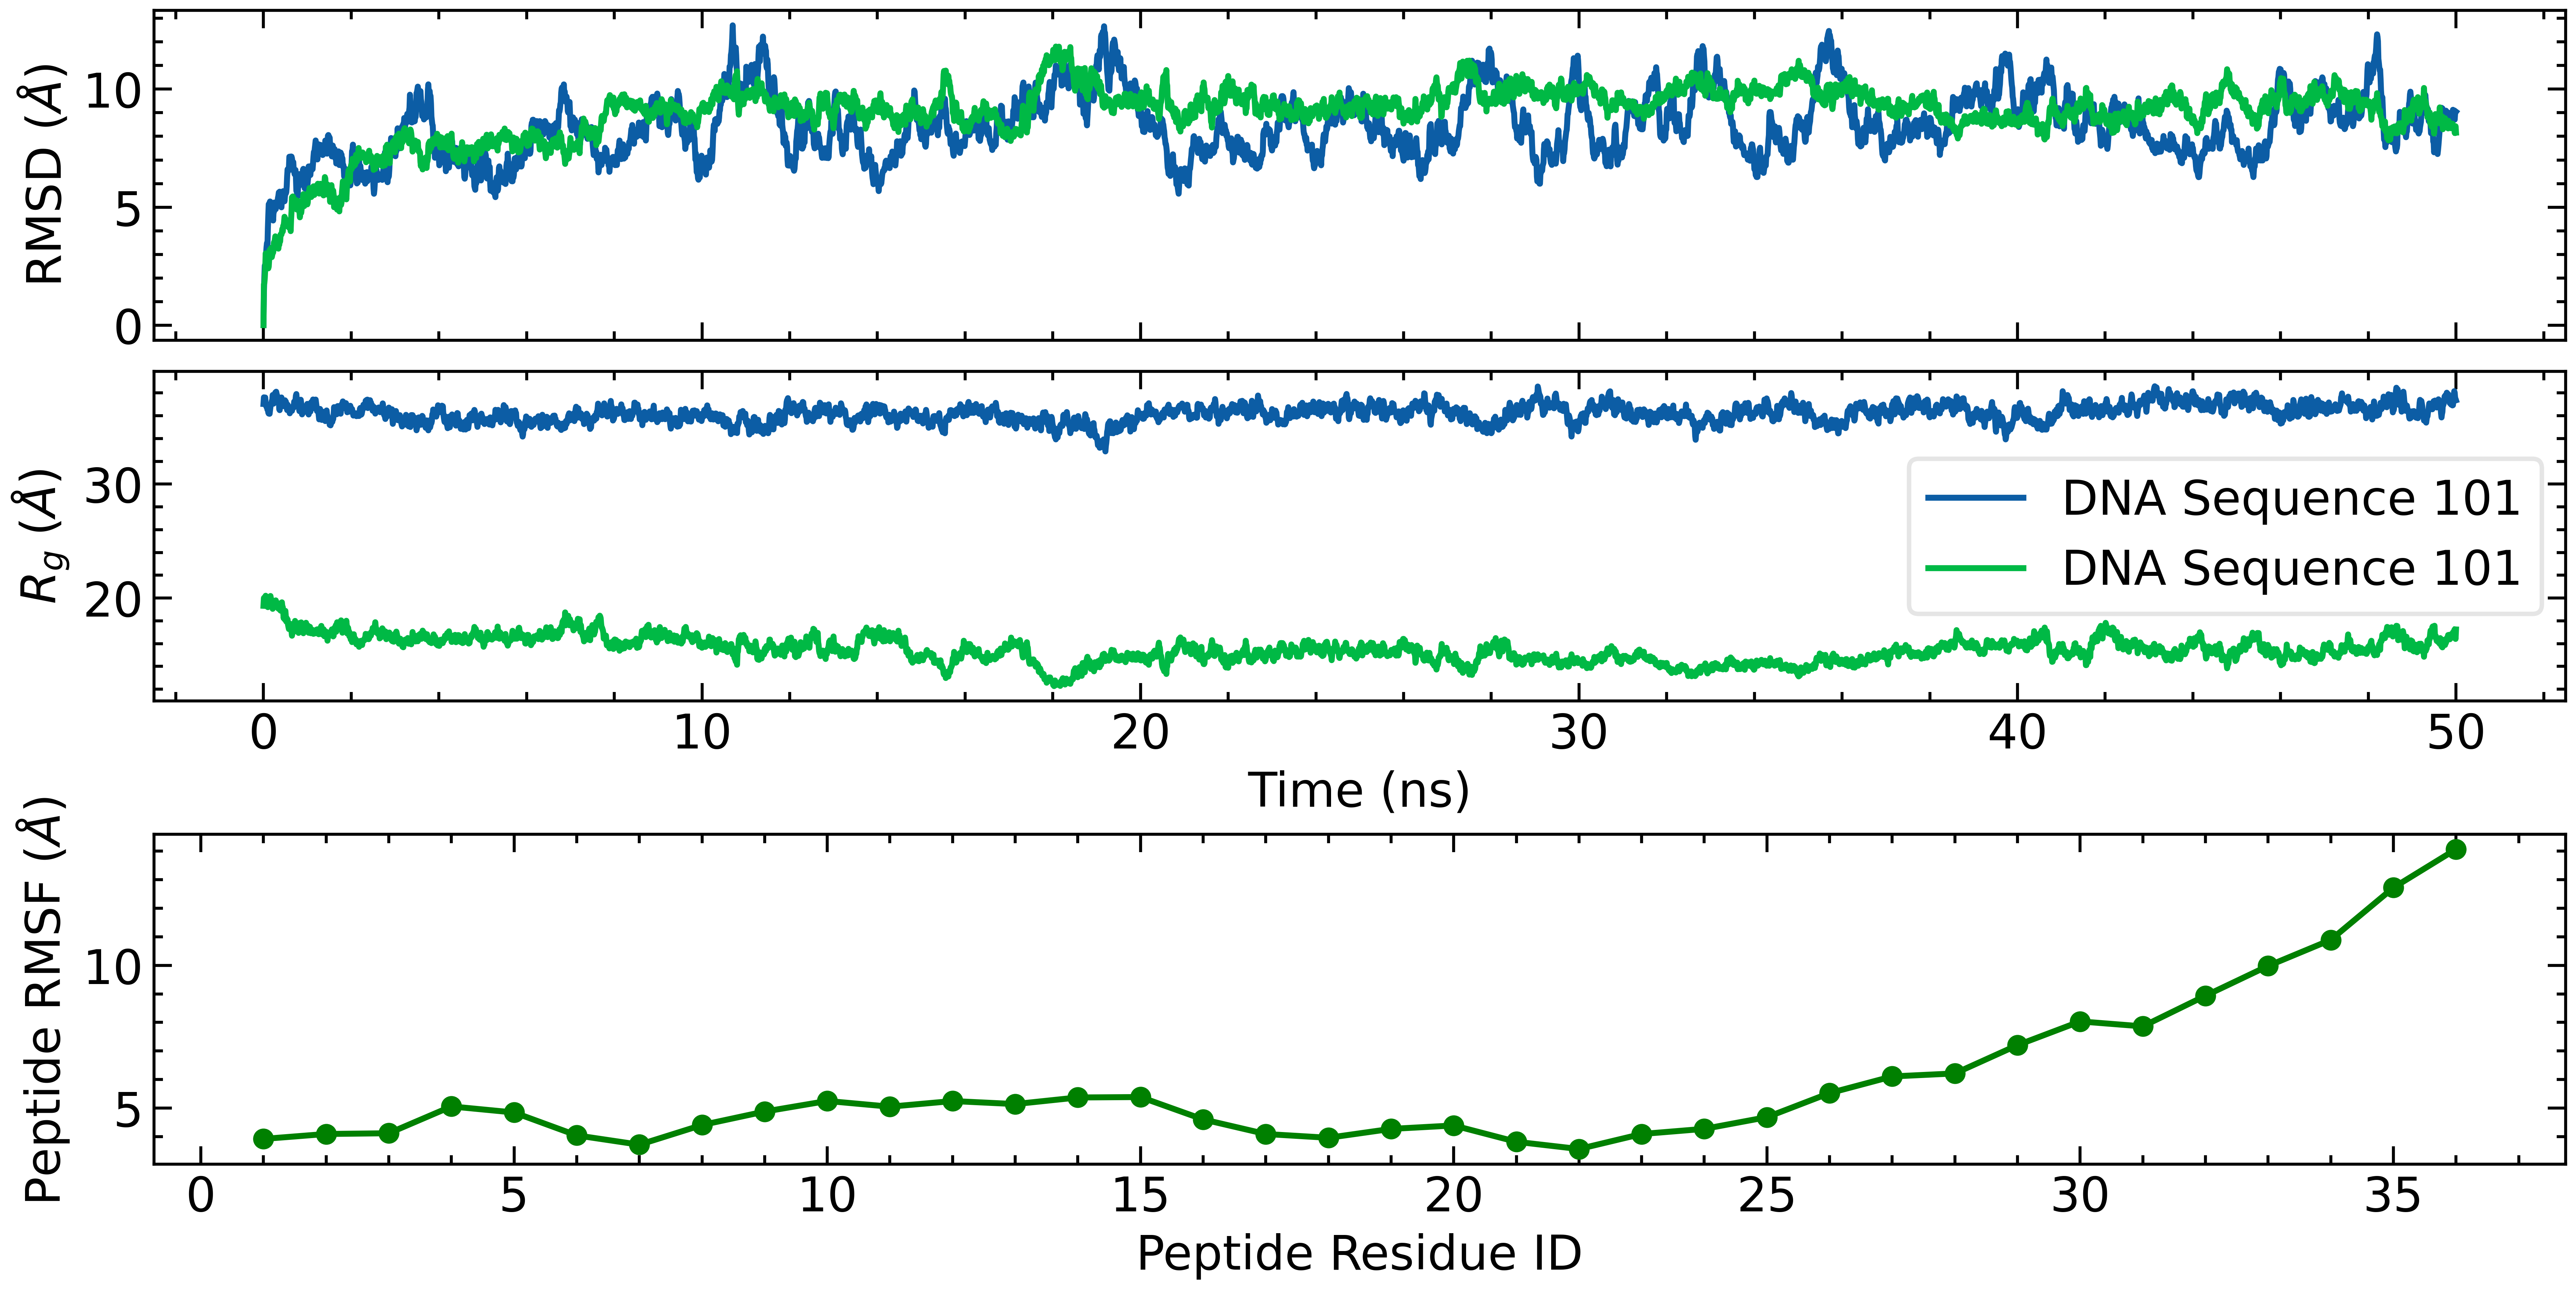 RMSD (Å)
10
5
0
R_g (Å)
30
20
DNA Sequence 101
DNA Sequence 101
0 10 20 30 40 50
Time (ns)
Peptide RMSF (Å)
10
5
0 5 10 15 20 25 30 35
Peptide Residue ID